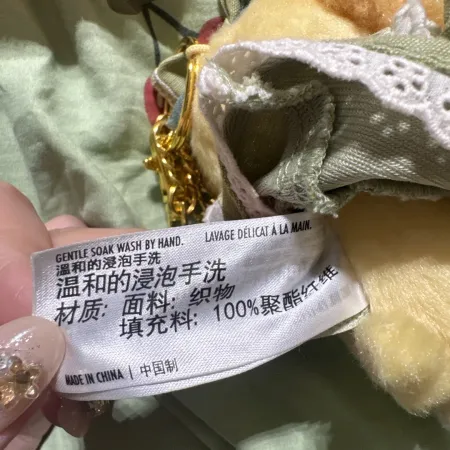 GENTLE SOAK WASH BY HAND. LAVAGE DÉLICAT À LA MAIN.
温和的浸泡手洗
温和的浸泡手洗
材质: 面料: 织物
填充料: 100%聚酯纤维
MADE IN CHINA | 中国制